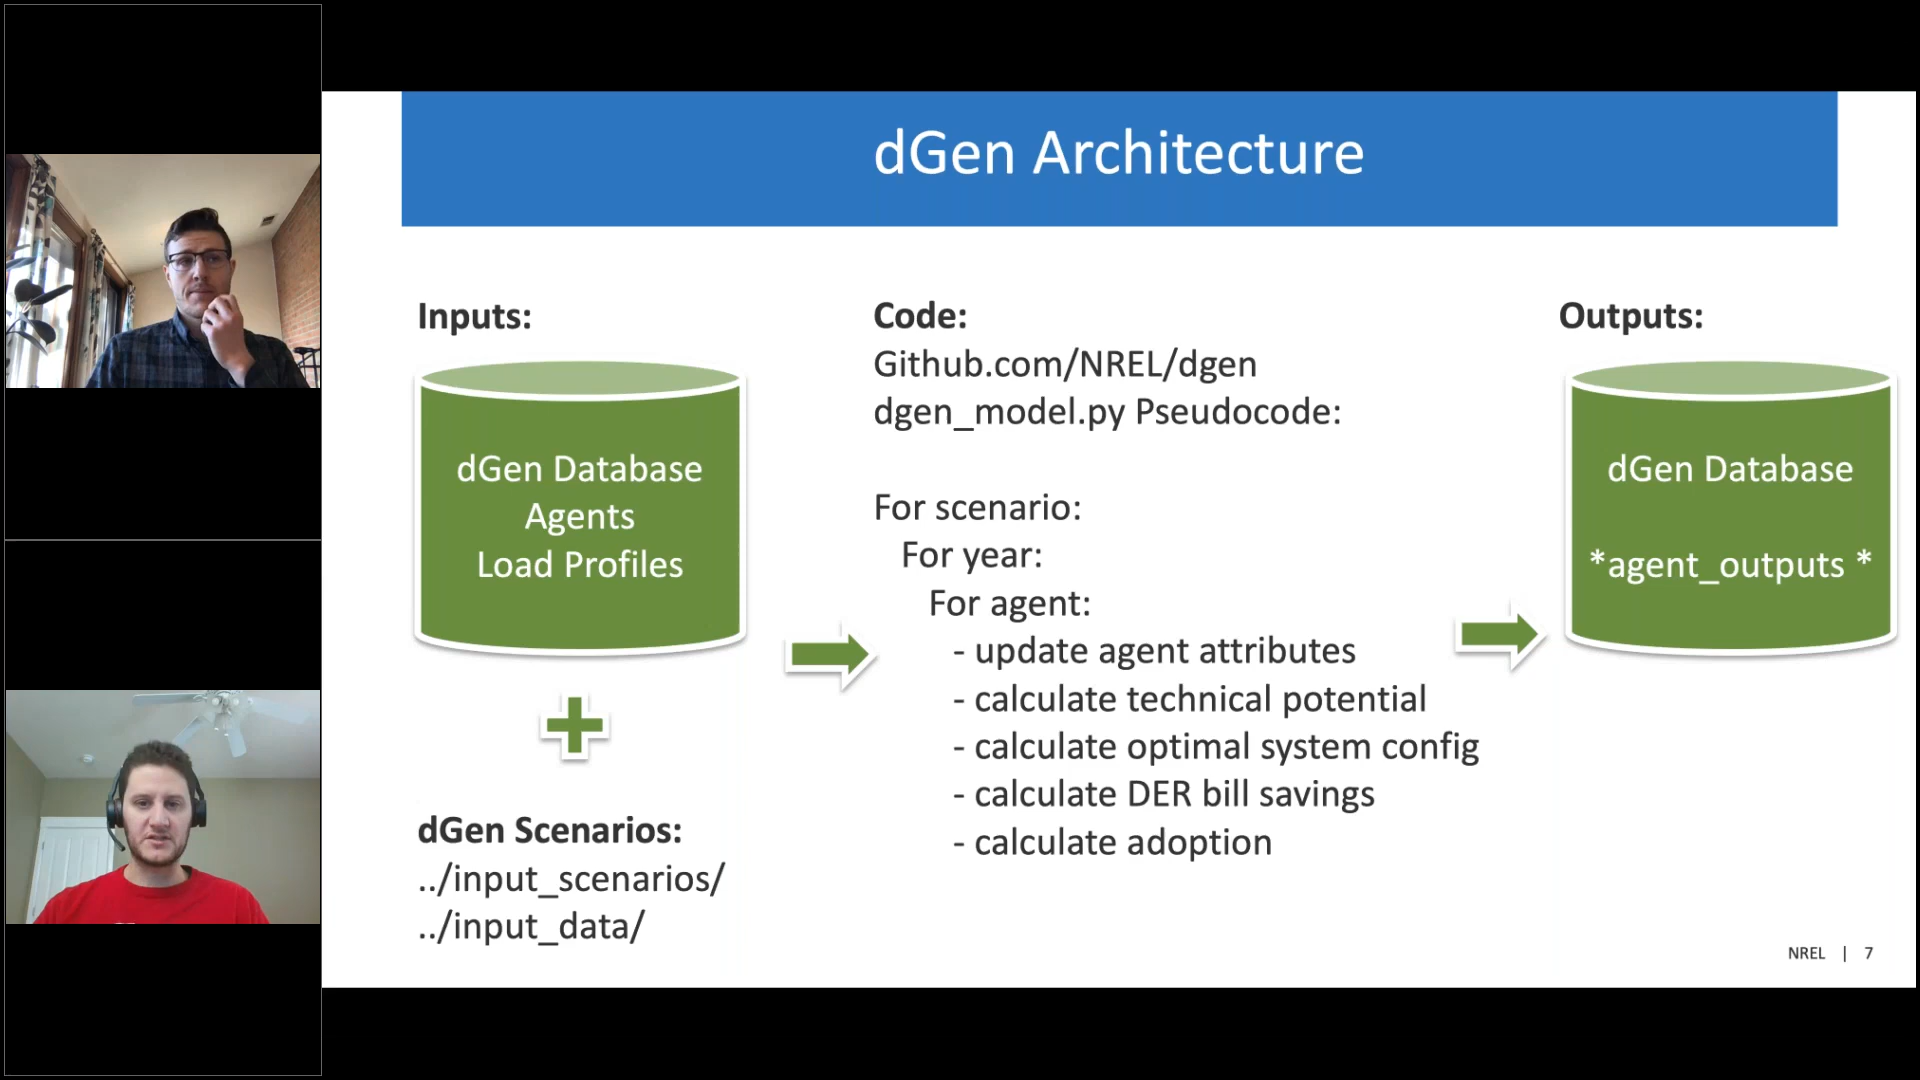 dGen Architecture
Inputs:
dGen Database
Agents
Load Profiles
dGen Scenarios:
../input_scenarios/
../input_data/
Code:
Github.com/NREL/dgen
dgen_model.py Pseudocode:
For scenario:
For year:
For agent:
- update agent attributes
- calculate technical potential
- calculate optimal system config
- calculate DER bill savings
- calculate adoption
Outputs:
dGen Database
*agent_outputs *
NREL | 7